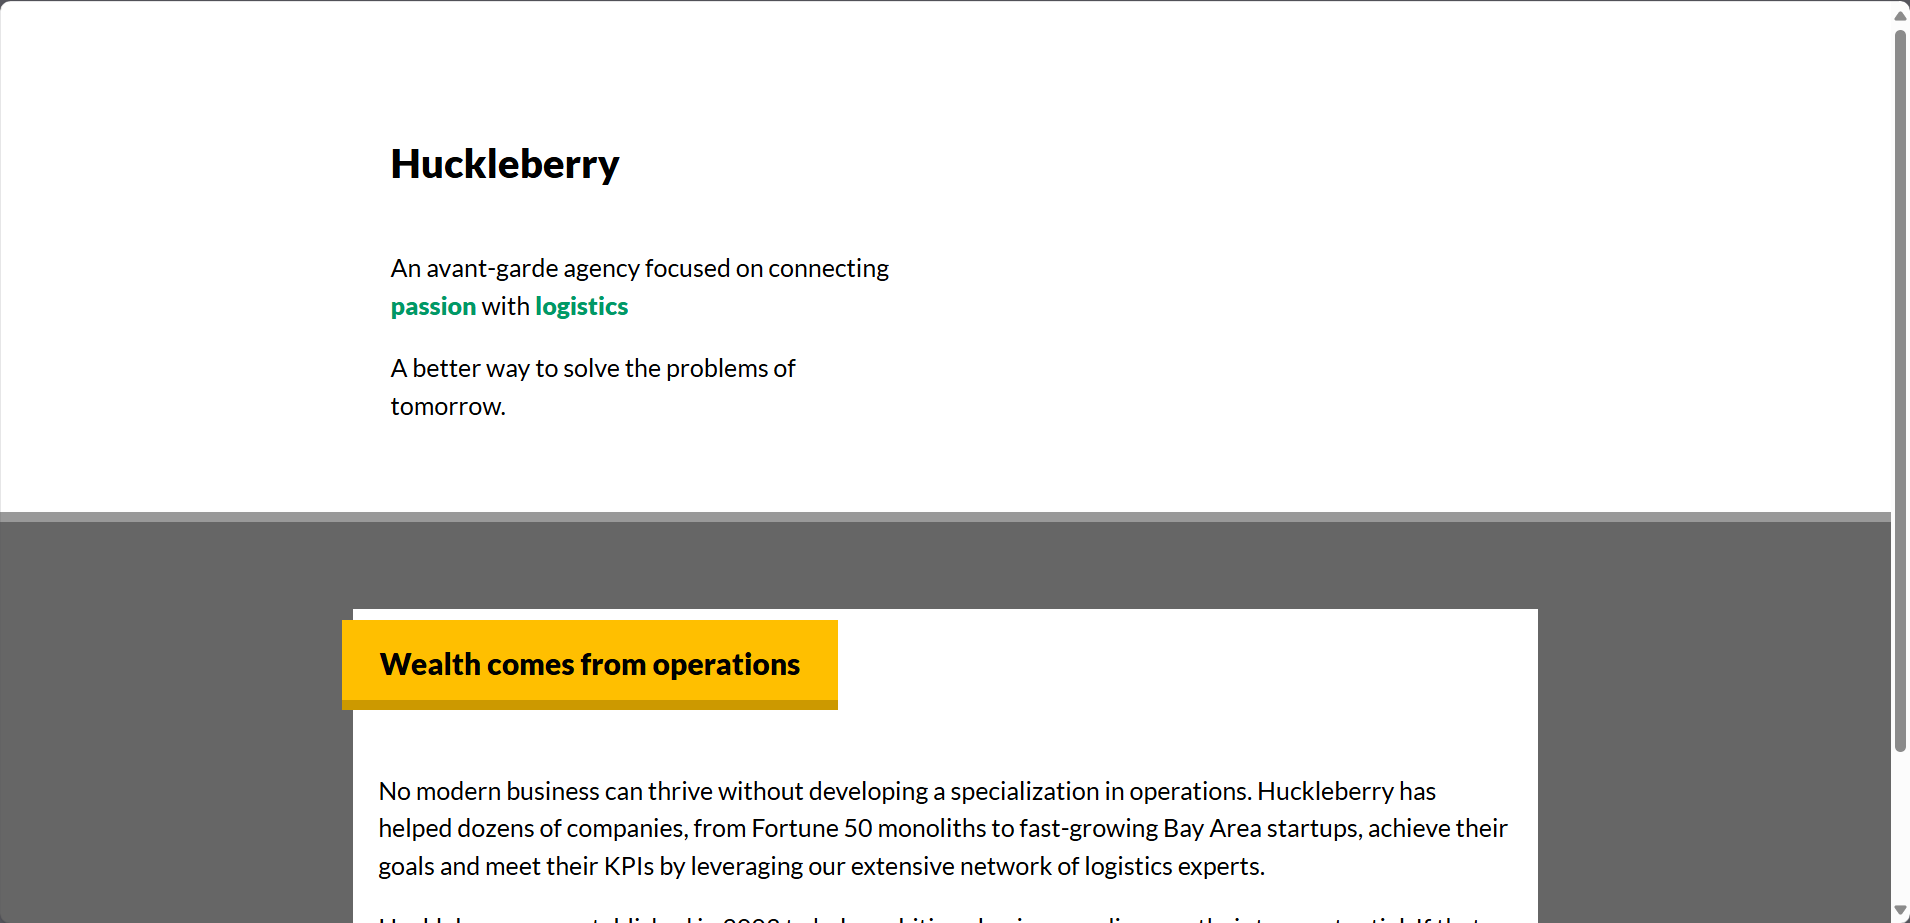 Huckleberry
An avant-garde agency focused on connecting
passion with logistics
A better way to solve the problems of
tomorrow.
Wealth comes from operations
No modern business can thrive without developing a specialization in operations. Huckleberry has
helped dozens of companies, from Fortune 50 monoliths to fast-growing Bay Area startups, achieve their
goals and meet their KPIs by leveraging our extensive network of logistics experts.